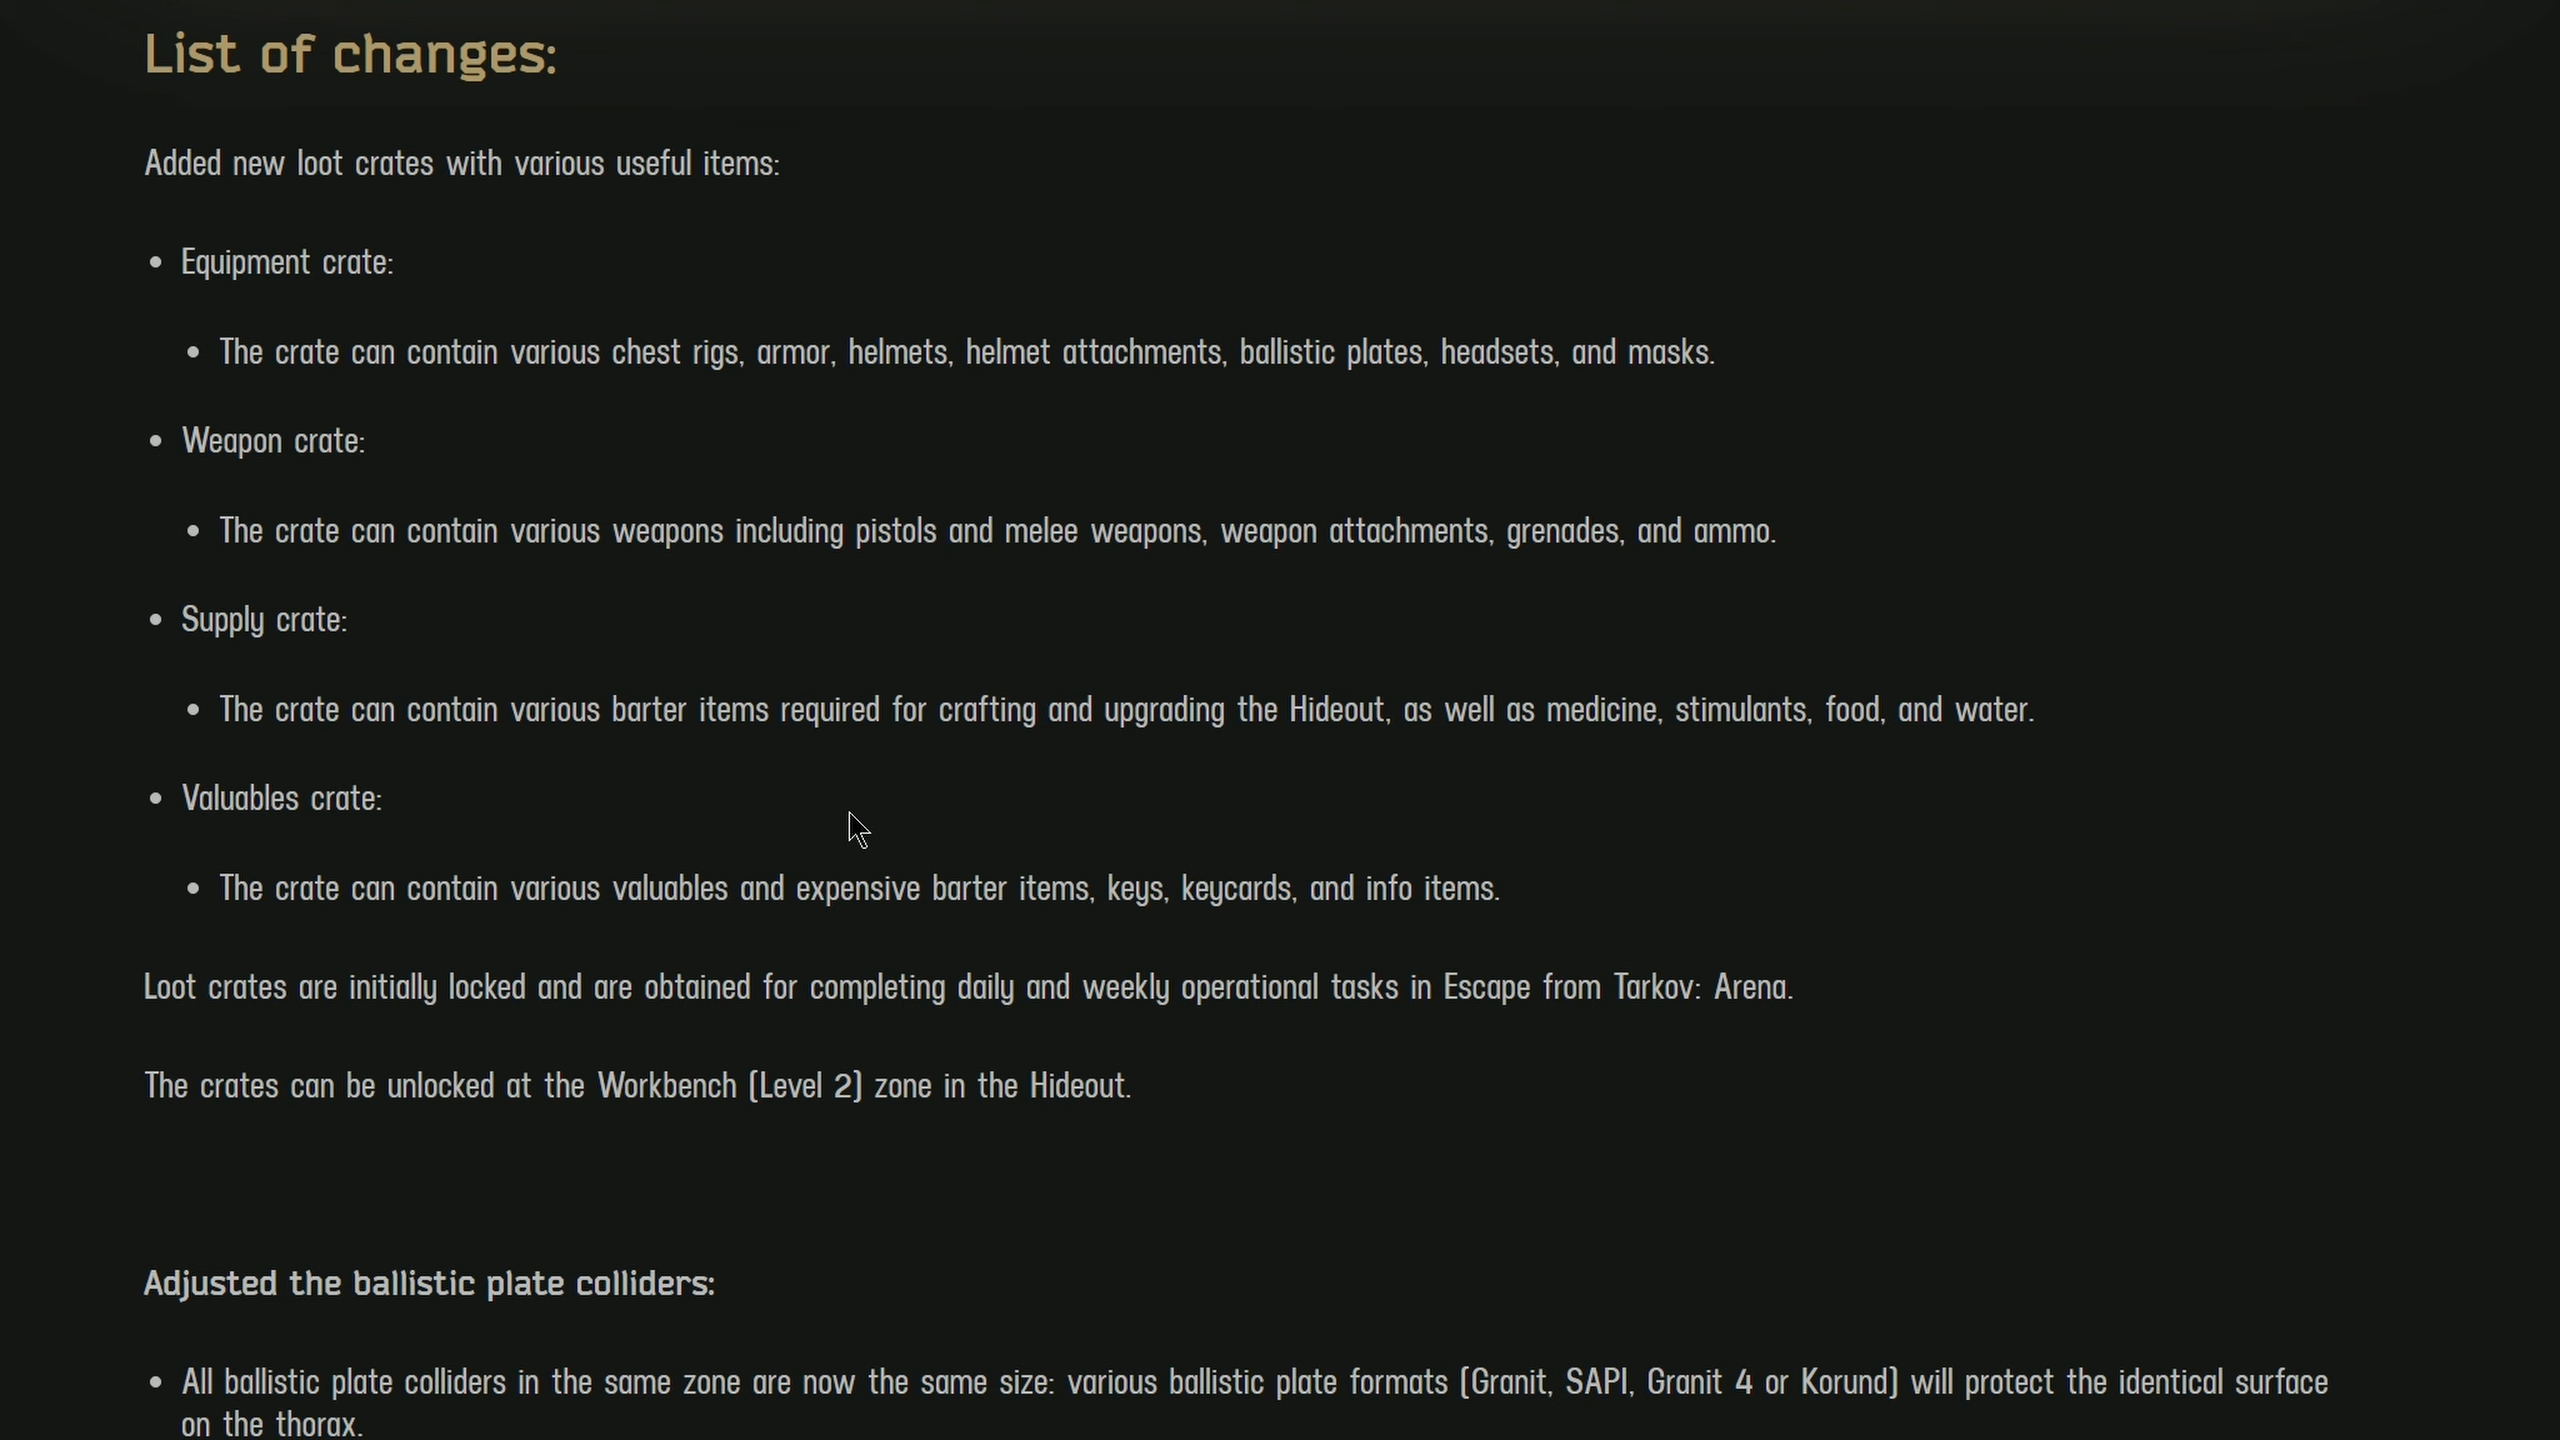 List of changes:
Added new loot crates with various useful items:
• Equipment crate:
• The crate can contain various chest rigs, armor, helmets, helmet attachments, ballistic plates, headsets, and masks.
• Weapon crate:
• The crate can contain various weapons including pistols and melee weapons, weapon attachments, grenades, and ammo.
• Supply crate:
• The crate can contain various barter items required for crafting and upgrading the Hideout, as well as medicine, stimulants, food, and water.
• Valuables crate:
• The crate can contain various valuables and expensive barter items, keys, keycards, and info items.
Loot crates are initially locked and are obtained for completing daily and weekly operational tasks in Escape from Tarkov: Arena.
The crates can be unlocked at the Workbench (Level 2) zone in the Hideout.
Adjusted the ballistic plate colliders:
• All ballistic plate colliders in the same zone are now the same size: various ballistic plate formats (Granit, SAPI, Granit 4 or Korund) will protect the identical surface
on the thorax.